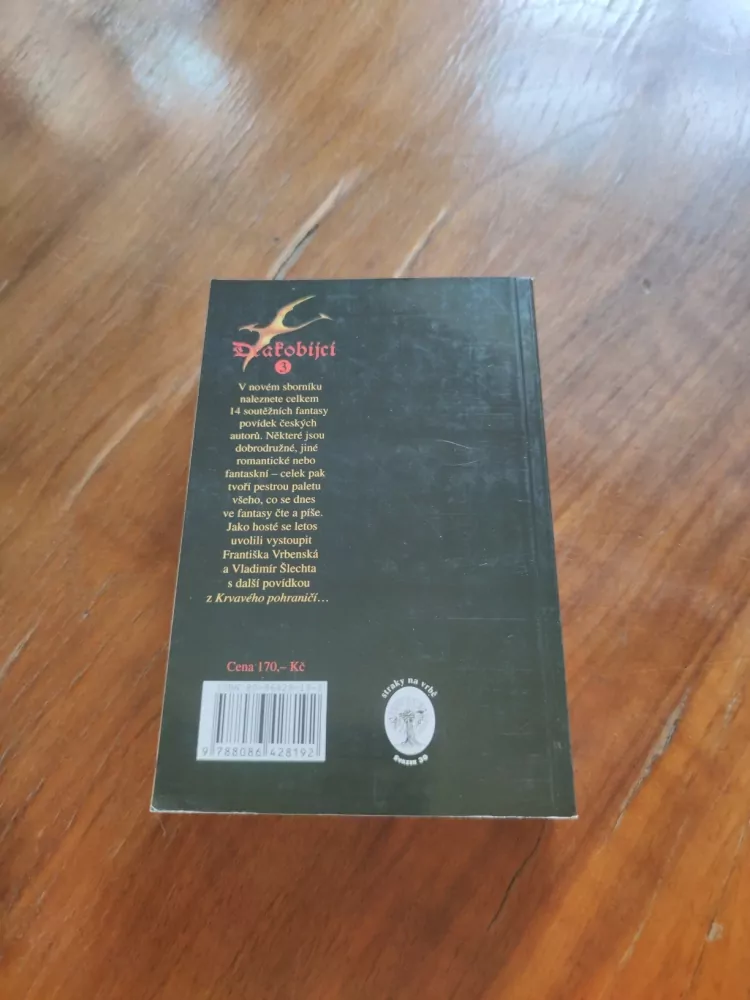 Drakobijci
3
V novém sborníku
naleznete celkem
14 soutěžních fantasy
povídek českých
autorů. Některé jsou
dobrodružné, jiné
romantické nebo
fantaskní – celek pak
tvoří pestrou paletu
všeho, co se dnes
ve fantasy čte a píše.
Jako hosté se letos
uvolili vystoupit
Františka Vrbenská
a Vladimír Šlechta
s další povídkou
z Krvavého pohraničí…
Cena 170,– Kč
9 788086 428192
straky na vrbě